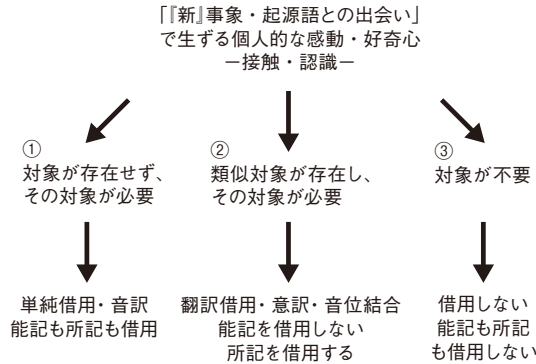 「『新』事象・起源語との出会い」
で生ずる個人的な感動・好奇心
－接触・認識－
①
対象が存在せず、
その対象が必要
②
類似対象が存在し、
その対象が必要
③
対象が不要
単純借用・音訳
能記も所記も借用
翻訳借用・意訳・音位結合
能記を借用しない
所記を借用する
借用しない
能記も所記
も借用しない